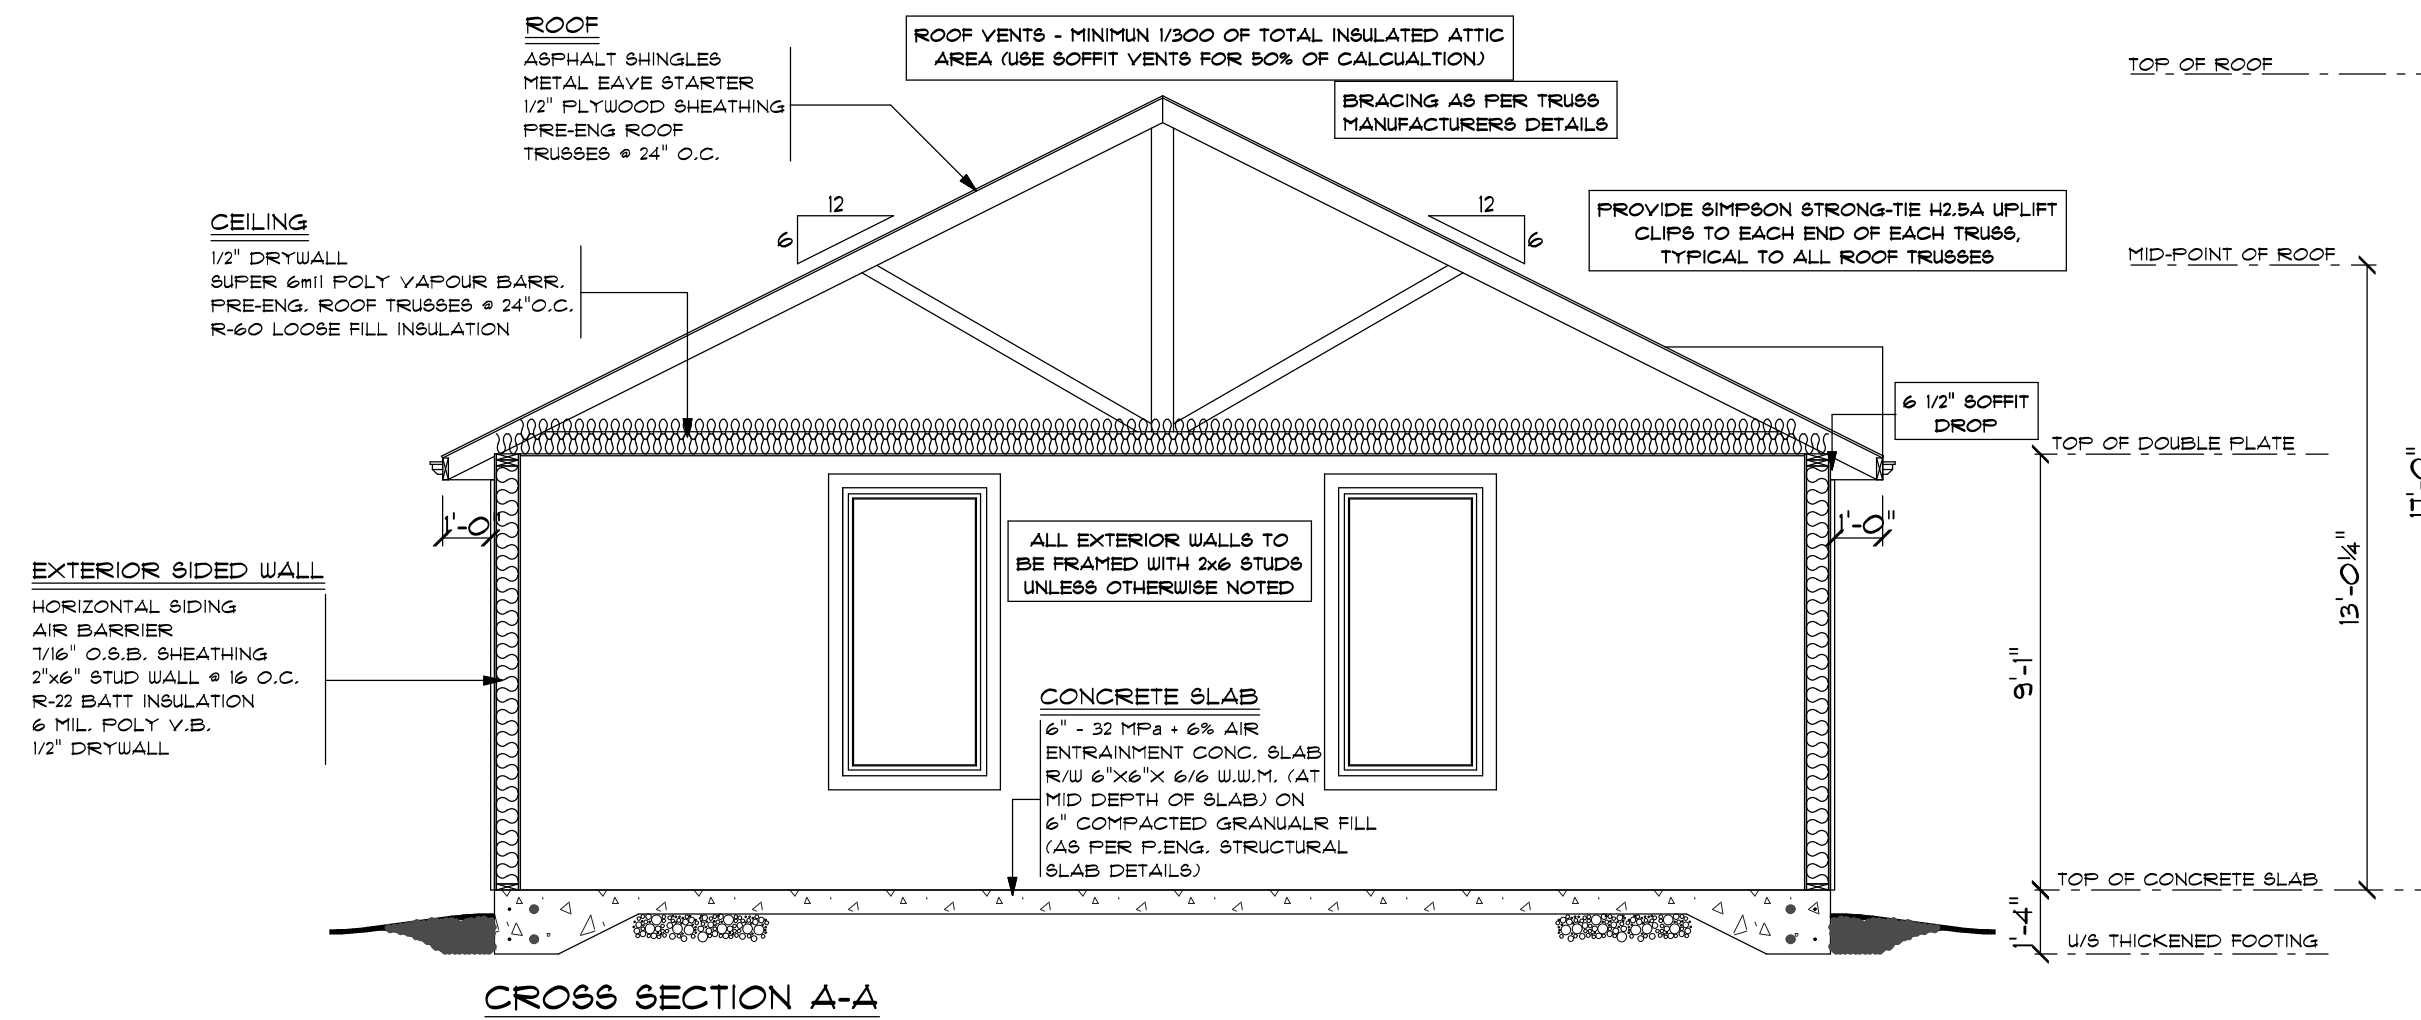 ROOF
ASPHALT SHINGLES
METAL EAVE STARTER
1/2" PLYWOOD SHEATHING
PRE-ENG ROOF
TRUSSES @ 24" O.C.
ROOF VENTS - MINIMUN 1/300 OF TOTAL INSULATED ATTIC
AREA (USE SOFFIT VENTS FOR 50% OF CALCUALTION)
BRACING AS PER TRUSS
MANUFACTURERS DETAILS
TOP OF ROOF
12
6
12
6
PROVIDE SIMPSON STRONG-TIE H2.5A UPLIFT
CLIPS TO EACH END OF EACH TRUSS,
TYPICAL TO ALL ROOF TRUSSES
MID-POINT OF ROOF
CEILING
1/2" DRYWALL
SUPER 6mil POLY VAPOUR BARR.
PRE-ENG. ROOF TRUSSES @ 24"O.C.
R-60 LOOSE FILL INSULATION
6 1/2" SOFFIT
DROP
TOP OF DOUBLE PLATE
1'-0"
1'-0"
13'-0¼"
9'-1"
ALL EXTERIOR WALLS TO
BE FRAMED WITH 2x6 STUDS
UNLESS OTHERWISE NOTED
EXTERIOR SIDED WALL
HORIZONTAL SIDING
AIR BARRIER
7/16" O.S.B. SHEATHING
2"x6" STUD WALL @ 16 O.C.
R-22 BATT INSULATION
6 MIL. POLY V.B.
1/2" DRYWALL
CONCRETE SLAB
6" - 32 MPa + 6% AIR
ENTRAINMENT CONC. SLAB
R/W 6"X6"X 6/6 W.W.M. (AT
MID DEPTH OF SLAB) ON
6" COMPACTED GRANUALR FILL
(AS PER P.ENG. STRUCTURAL
SLAB DETAILS)
TOP OF CONCRETE SLAB
1'-4"
U/S THICKENED FOOTING
CROSS SECTION A-A